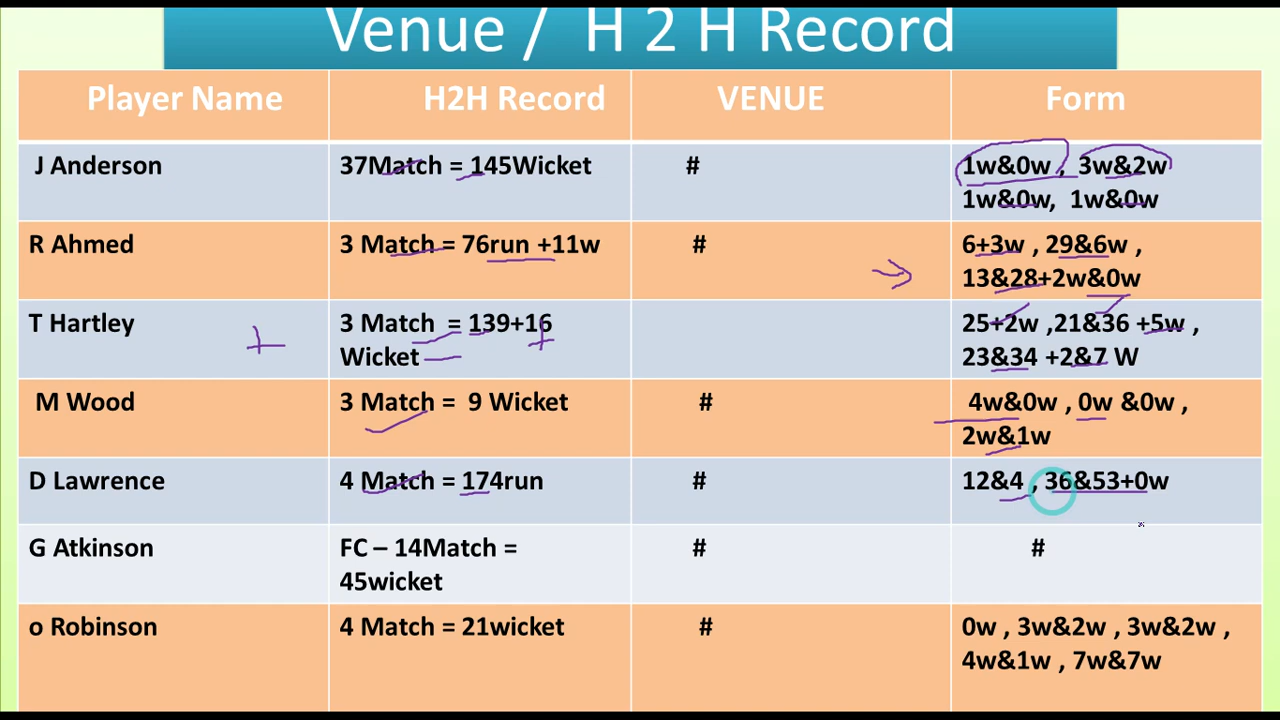 Venue / H 2 H Record
Player Name H2H Record VENUE Form
J Anderson 37Match = 145Wicket # 1w&0w , 3w&2w
1w&0w, 1w&0w
R Ahmed 3 Match = 76run +11w # 6+3w , 29&6w ,
13&28+2w&0w
T Hartley 3 Match = 139+16 25+2w ,21&36 +5w ,
Wicket 23&34 +2&7 W
M Wood 3 Match = 9 Wicket # 4w&0w , 0w &0w ,
2w&1w
D Lawrence 4 Match = 174run # 12&4 , 36&53+0w
G Atkinson FC – 14Match = # #
45wicket
o Robinson 4 Match = 21wicket # 0w , 3w&2w , 3w&2w ,
4w&1w , 7w&7w